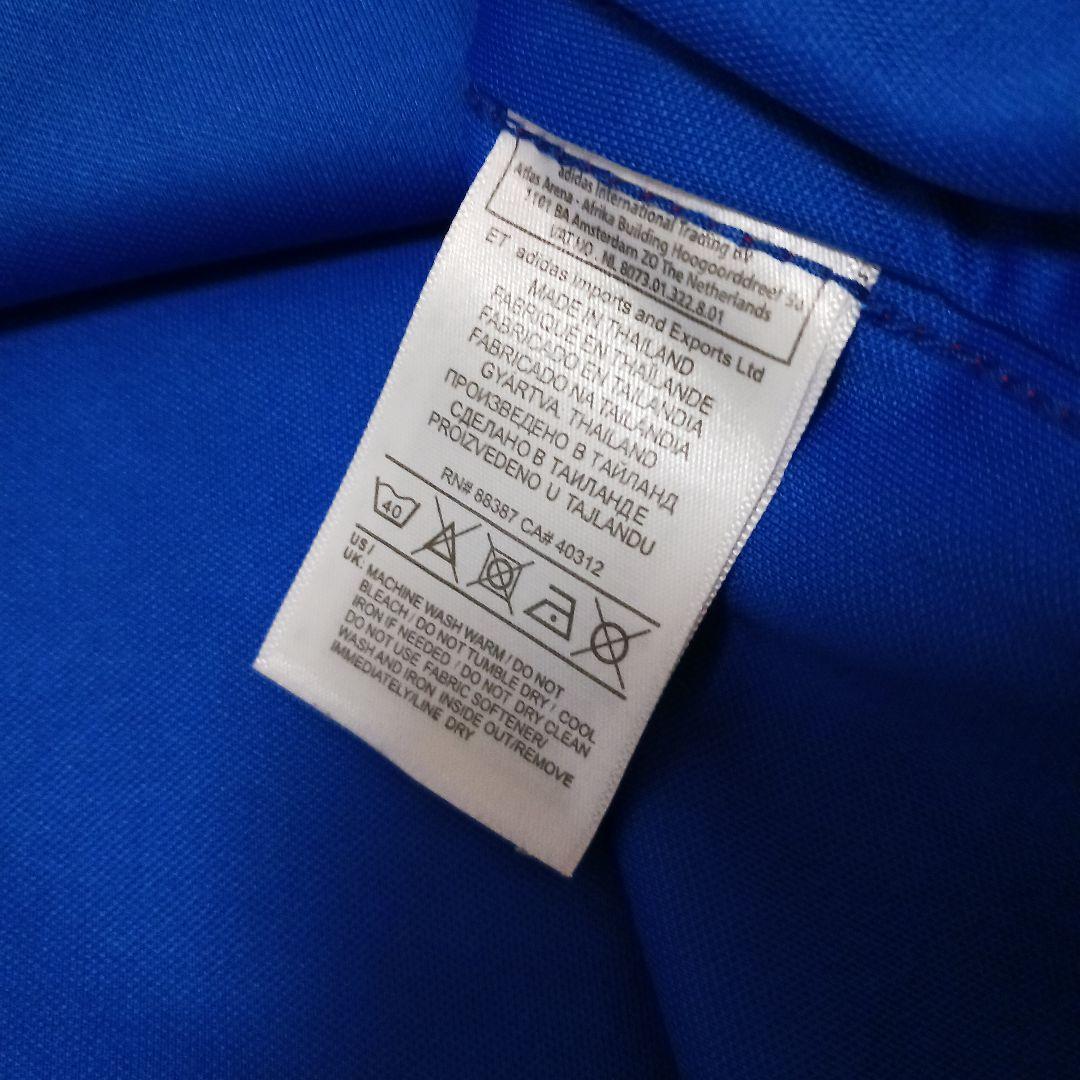 adidas International Trading BV
Atlas Arena - Afrika Building Hoogoorddreef 9a
1101 BA Amsterdam ZO The Netherlands
VAT NO. NL 8073.01.322.8.01
ET adidas Imports and Exports Ltd
MADE IN THAILAND
FABRIQUE EN THAÏLANDE
FABRICADO EN TAILANDIA
FABRICADO NA TAILANDIA
GYÁRTVA. THAILAND
ПРОИЗВЕДЕНО В ТАЙЛАНД
СДЕЛАНО В ТАИЛАНДЕ
PROIZVEDENO U TAJLANDU
RN# 88387 CA# 40312
40
US /
UK: MACHINE WASH WARM / DO NOT
BLEACH / DO NOT TUMBLE DRY / COOL
IRON IF NEEDED / DO NOT DRY CLEAN
DO NOT USE FABRIC SOFTENER/
WASH AND IRON INSIDE OUT/REMOVE
IMMEDIATELY/LINE DRY